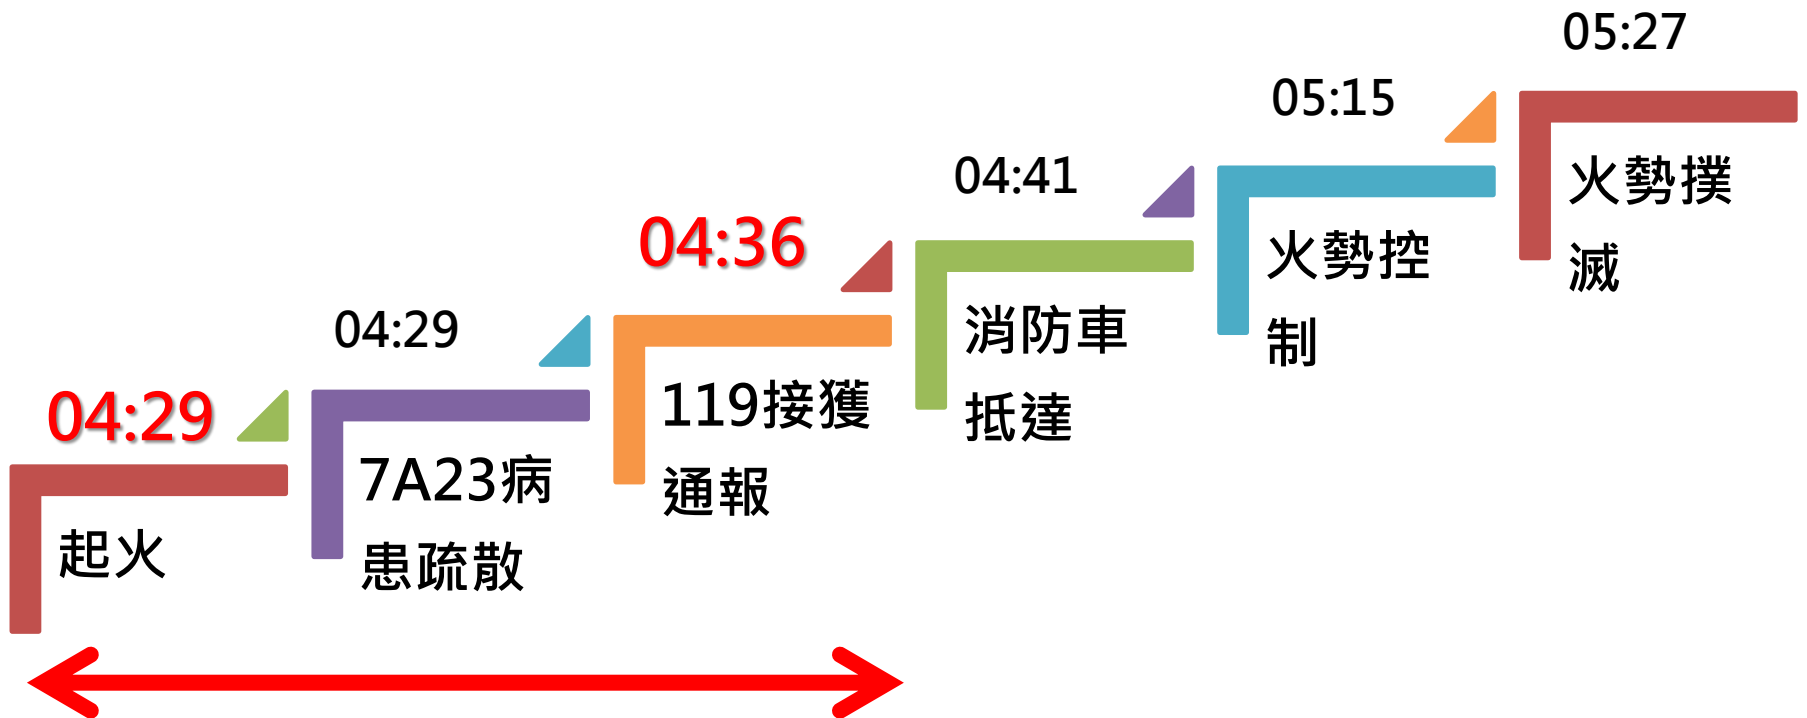 04:29
起火
04:29
7A23病
患疏散
04:36
119接獲
通報
04:41
消防車
抵達
05:15
火勢控
制
05:27
火勢撲
滅